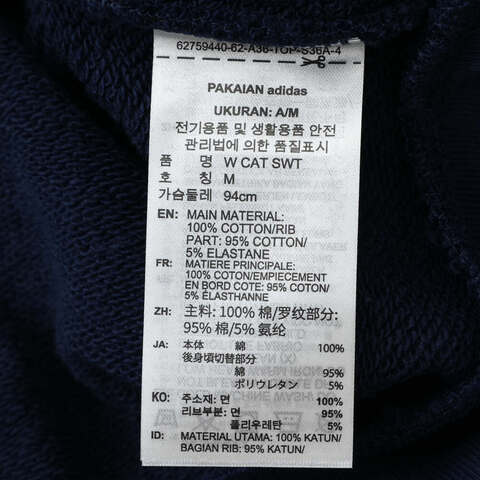 62759440-62-A36-TOP-S36A-4
PAKAIAN adidas
UKURAN: A/M
전기용품 및 생활용품 안전
관리법에 의한 품질표시
품 명 W CAT SWT
호 칭 M
가슴둘레 94cm
EN: MAIN MATERIAL:
100% COTTON/RIB
PART: 95% COTTON/
5% ELASTANE
FR: MATIERE PRINCIPALE:
100% COTON/EMPIECEMENT
EN BORD COTE: 95% COTON/
5% ÉLASTHANNE
ZH: 主料: 100% 棉/罗纹部分:
95% 棉/5% 氨纶
JA: 本体 綿 100%
後身頃切替部分
綿 95%
ポリウレタン 5%
KO: 주소재: 면 100%
리브부분: 면 95%
폴리우레탄 5%
ID: MATERIAL UTAMA: 100% KATUN/
BAGIAN RIB: 95% KATUN/